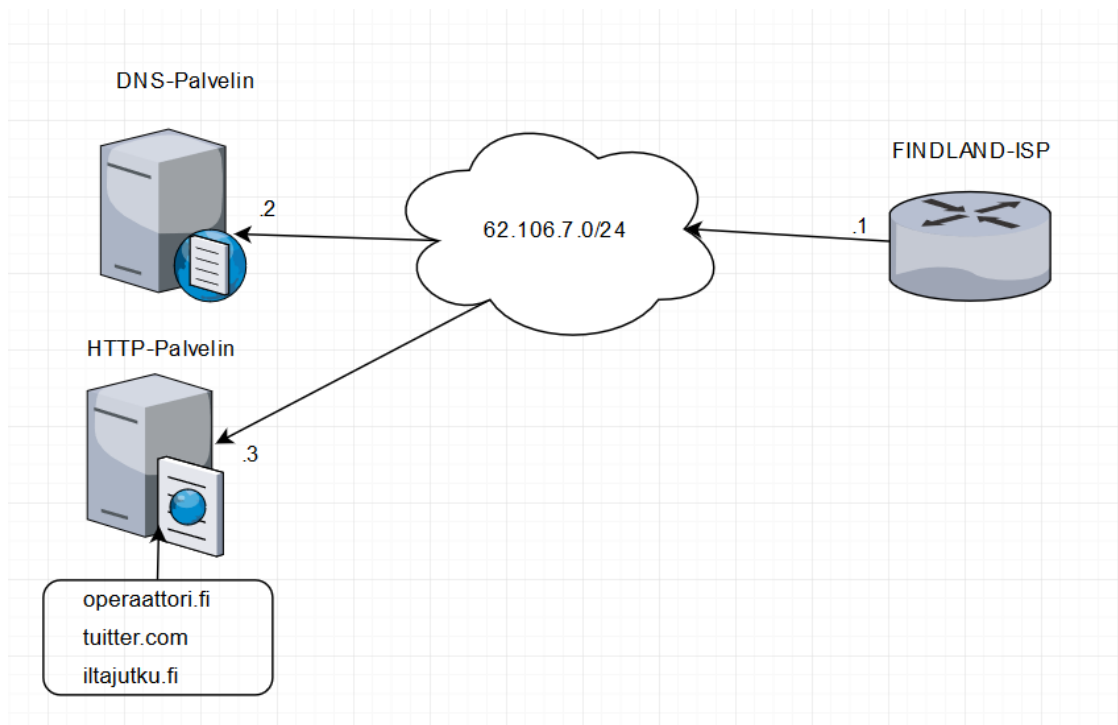 DNS-Palvelin
FINDLAND-ISP
.2
62.106.7.0/24
.1
HTTP-Palvelin
.3
operaattori.fi
tuitter.com
iltajutku.fi